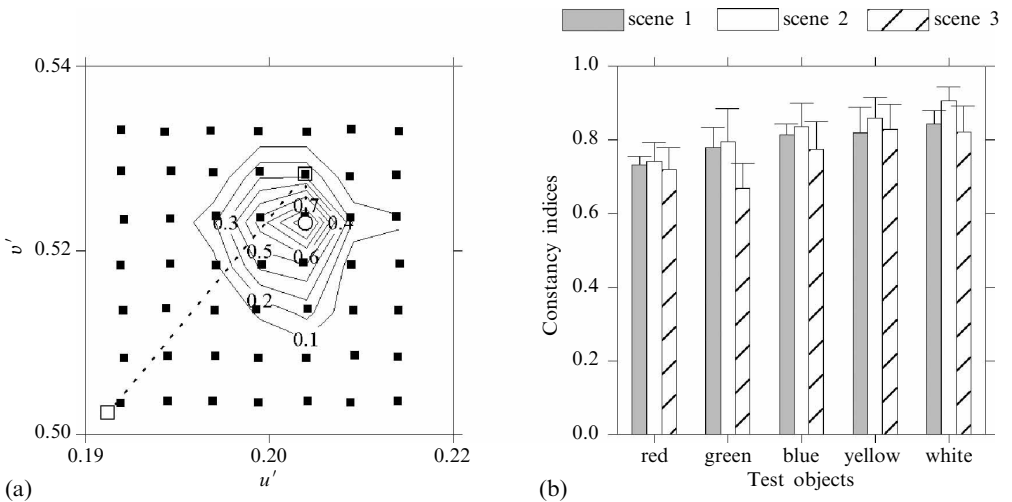 scene 1 scene 2 scene 3
0.54
0.52
0.50
v′
0.19 0.20 0.22
u′
0.7
0.3 0.4
0.5 0.6
0.2
0.1
(a)
1.0
0.8
0.6
0.4
0.2
0.0
Constancy indices
red green blue yellow white
Test objects
(b)